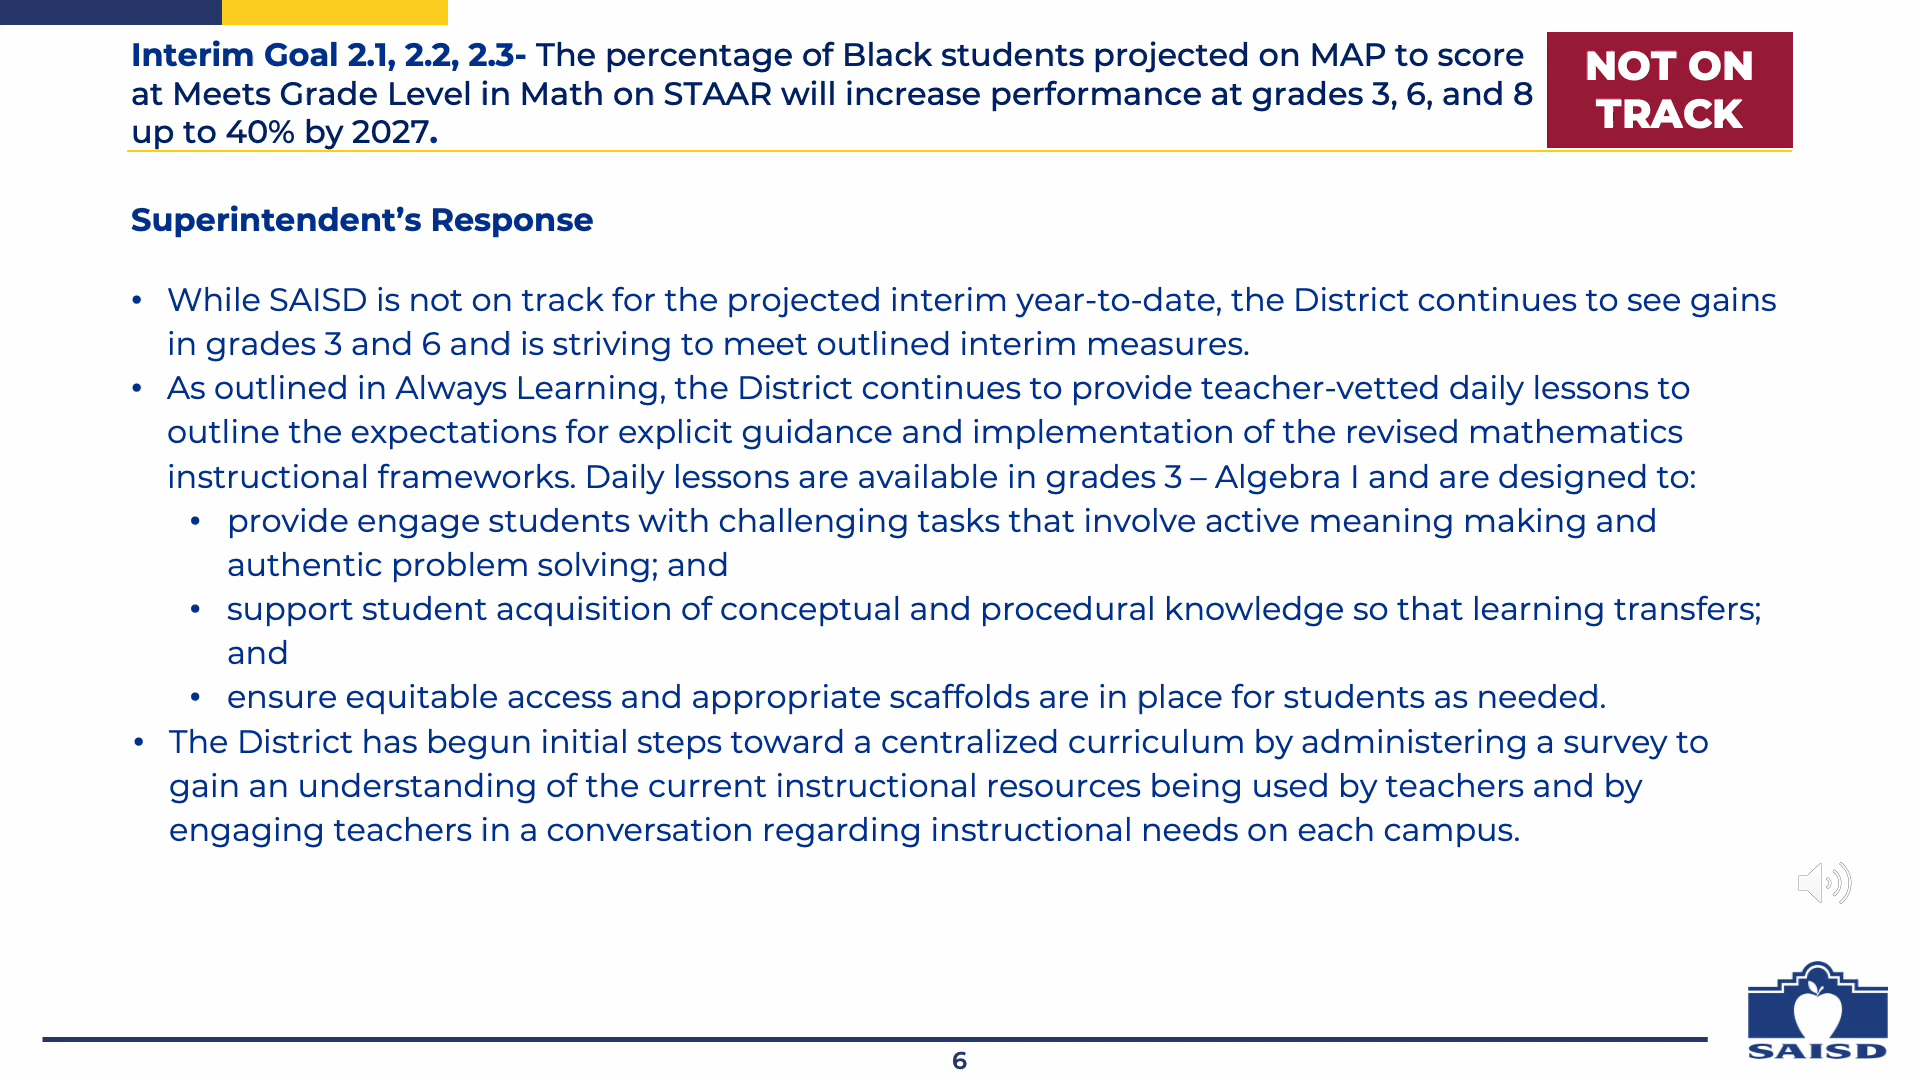 Interim Goal 2.1, 2.2, 2.3- The percentage of Black students projected on MAP to score
at Meets Grade Level in Math on STAAR will increase performance at grades 3, 6, and 8
up to 40% by 2027.
NOT ON
TRACK
Superintendent’s Response
• While SAISD is not on track for the projected interim year-to-date, the District continues to see gains
in grades 3 and 6 and is striving to meet outlined interim measures.
• As outlined in Always Learning, the District continues to provide teacher-vetted daily lessons to
outline the expectations for explicit guidance and implementation of the revised mathematics
instructional frameworks. Daily lessons are available in grades 3 – Algebra I and are designed to:
• provide engage students with challenging tasks that involve active meaning making and
authentic problem solving; and
• support student acquisition of conceptual and procedural knowledge so that learning transfers;
and
• ensure equitable access and appropriate scaffolds are in place for students as needed.
• The District has begun initial steps toward a centralized curriculum by administering a survey to
gain an understanding of the current instructional resources being used by teachers and by
engaging teachers in a conversation regarding instructional needs on each campus.
SAISD
6